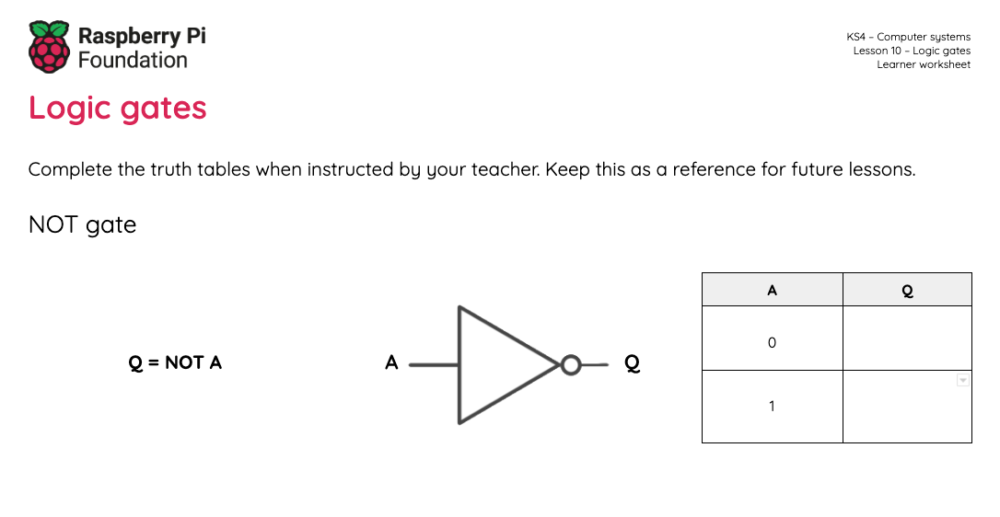 Raspberry Pi
Foundation
KS4 – Computer systems
Lesson 10 – Logic gates
Learner worksheet
Logic gates
Complete the truth tables when instructed by your teacher. Keep this as a reference for future lessons.
NOT gate
Q = NOT A
A
Q
A Q
0
1